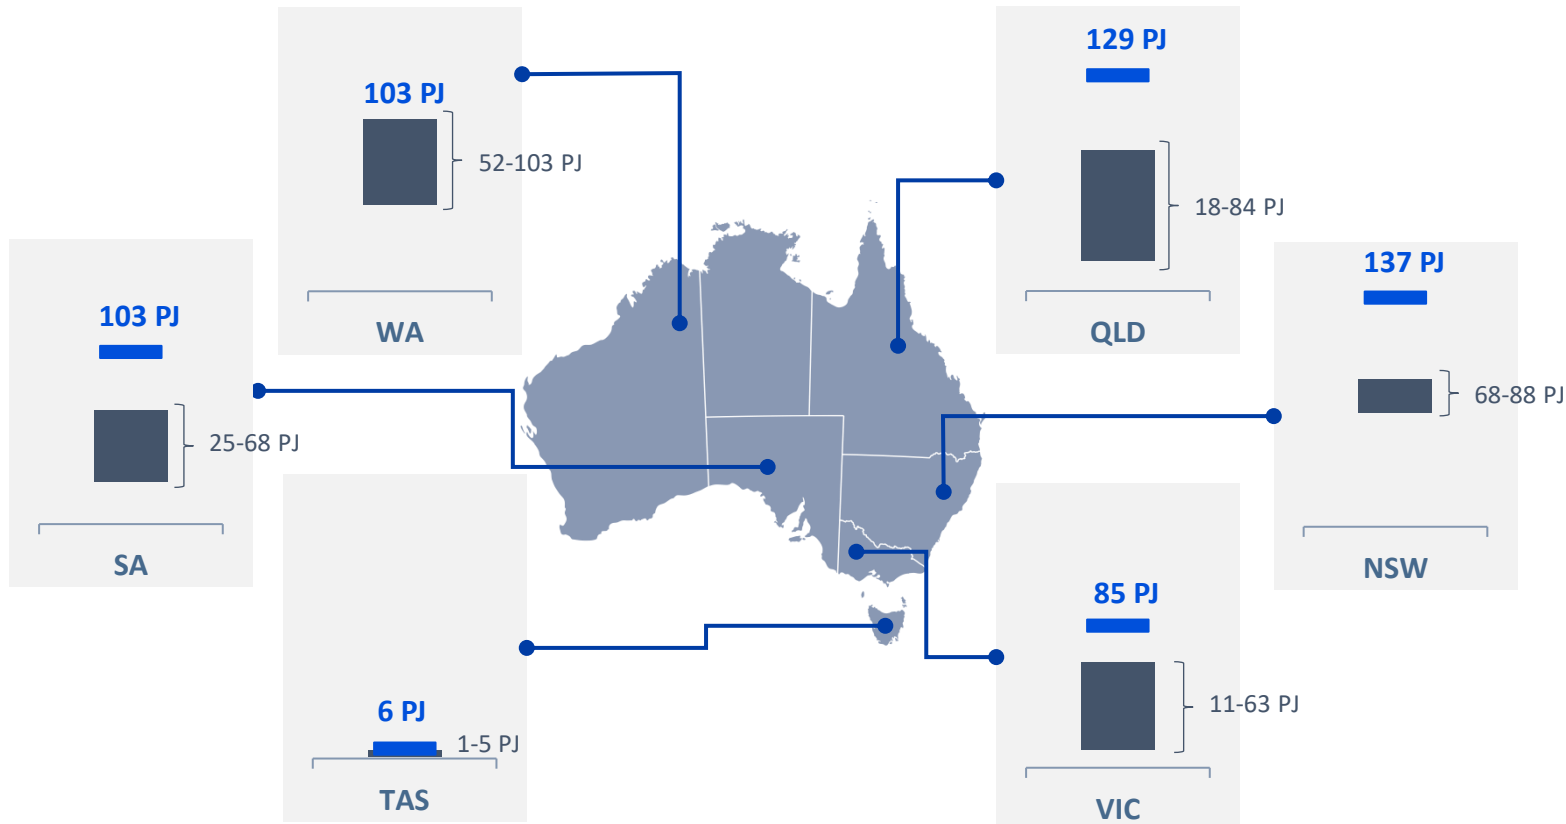 103 PJ
52-103 PJ
WA
129 PJ
18-84 PJ
QLD
103 PJ
25-68 PJ
SA
137 PJ
68-88 PJ
NSW
6 PJ
1-5 PJ
TAS
85 PJ
11-63 PJ
VIC